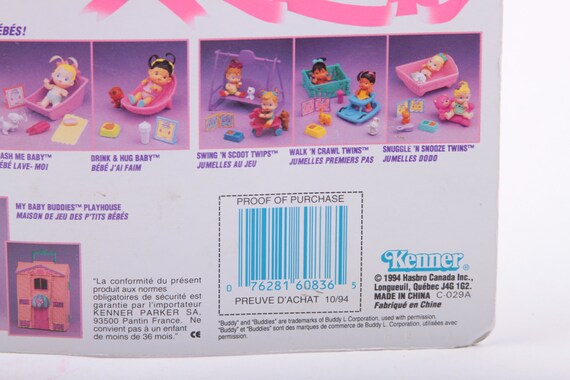 ÉBÉS!
ASH ME BABY™
ÉBÉ LAVE- MOI
DRINK & HUG BABY™
BÉBÉ J'AI FAIM
SWING 'N SCOOT TWIPS™
JUMELLES AU JEU
WALK 'N CRAWL TWINS™
JUMELLES PREMIERS PAS
SNUGGLE 'N SNOOZE TWINS™
JUMELLES DODO
MY BABY BUDDIES™ PLAYHOUSE
MAISON DE JEU DES P'TITS BÉBÉS
"La conformité du présent
produit aux normes
obligatoires de sécurité est
garantie par l'importateur
KENNER PARKER SA,
93500 Pantin France. Ne
convient pas à un enfant
de moins de 36 mois." CE
PROOF OF PURCHASE
0 76281 60836 5
PREUVE D'ACHAT 10/94
Kenner
© 1994 Hasbro Canada Inc.,
Longueuil, Québec J4G 1G2.
MADE IN CHINA C-029A
Fabriqué en Chine
"Buddy" and "Buddies" are trademarks of Buddy L Corporation, used with permission.
"Buddy" et "Buddies" sont des marques de commerce de Buddy L Corporation, utilisées avec permission.